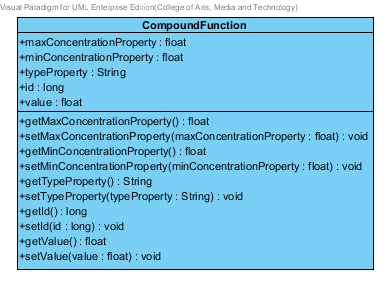 Visual Paradigm for UML Enterprise Edition(College of Arts, Media and Technology)
CompoundFunction
+maxConcentrationProperty : float
+minConcentrationProperty : float
+typeProperty : String
+id : long
+value : float
+getMaxConcentrationProperty() : float
+setMaxConcentrationProperty(maxConcentrationProperty : float) : void
+getMinConcentrationProperty() : float
+setMinConcentrationProperty(minConcentrationProperty : float) : void
+getTypeProperty() : String
+setTypeProperty(typeProperty : String) : void
+getId() : long
+setId(id : long) : void
+getValue() : float
+setValue(value : float) : void